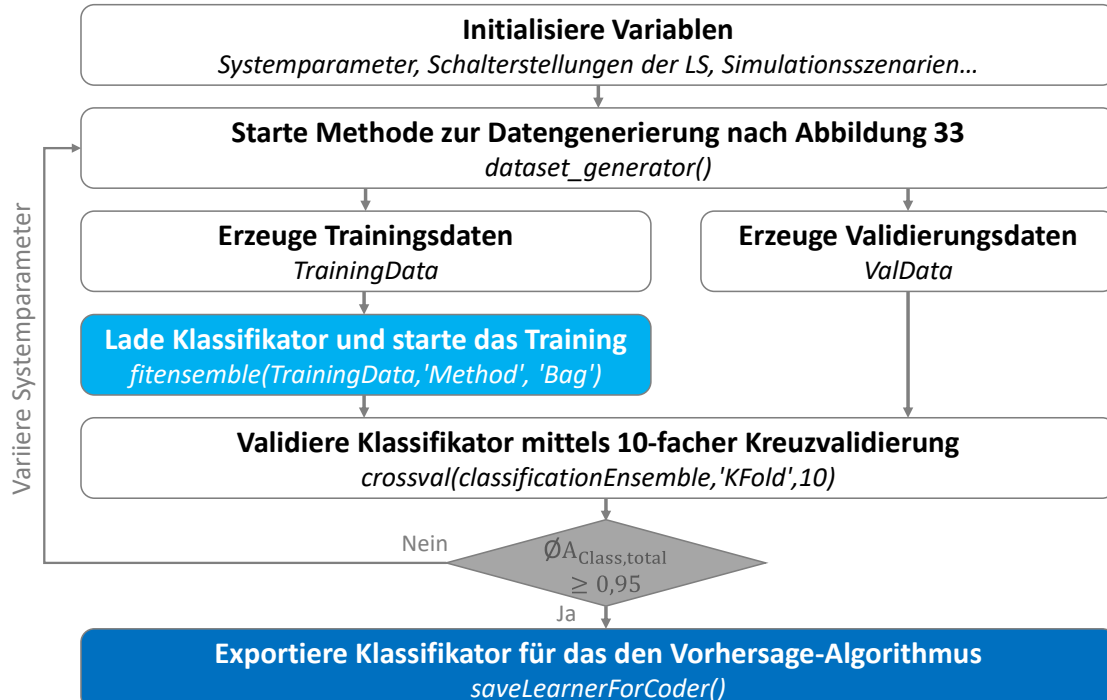 Initialisiere Variablen
Systemparameter, Schalterstellungen der LS, Simulationsszenarien...
Starte Methode zur Datengenerierung nach Abbildung 33
dataset_generator()
Erzeuge Trainingsdaten
TrainingData
Erzeuge Validierungsdaten
ValData
Lade Klassifikator und starte das Training
fitensemble(TrainingData,'Method', 'Bag')
Validiere Klassifikator mittels 10-facher Kreuzvalidierung
crossval(classificationEnsemble,'KFold',10)
Variiere Systemparameter
Nein
ØA_Class,total
≥ 0,95
Ja
Exportiere Klassifikator für das den Vorhersage-Algorithmus
saveLearnerForCoder()